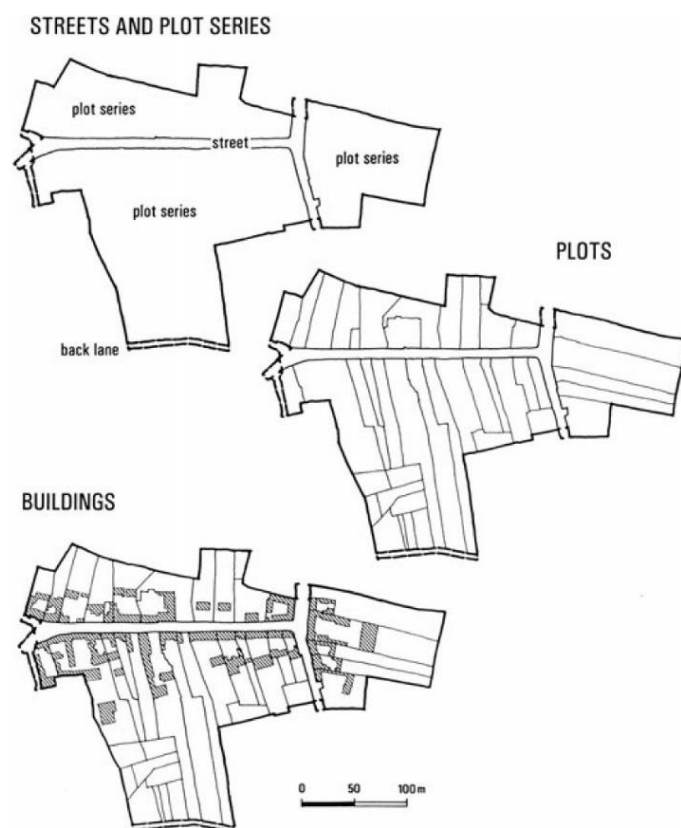 STREETS AND PLOT SERIES
plot series
street
plot series
plot series
back lane
PLOTS
BUILDINGS
0 50 100 m